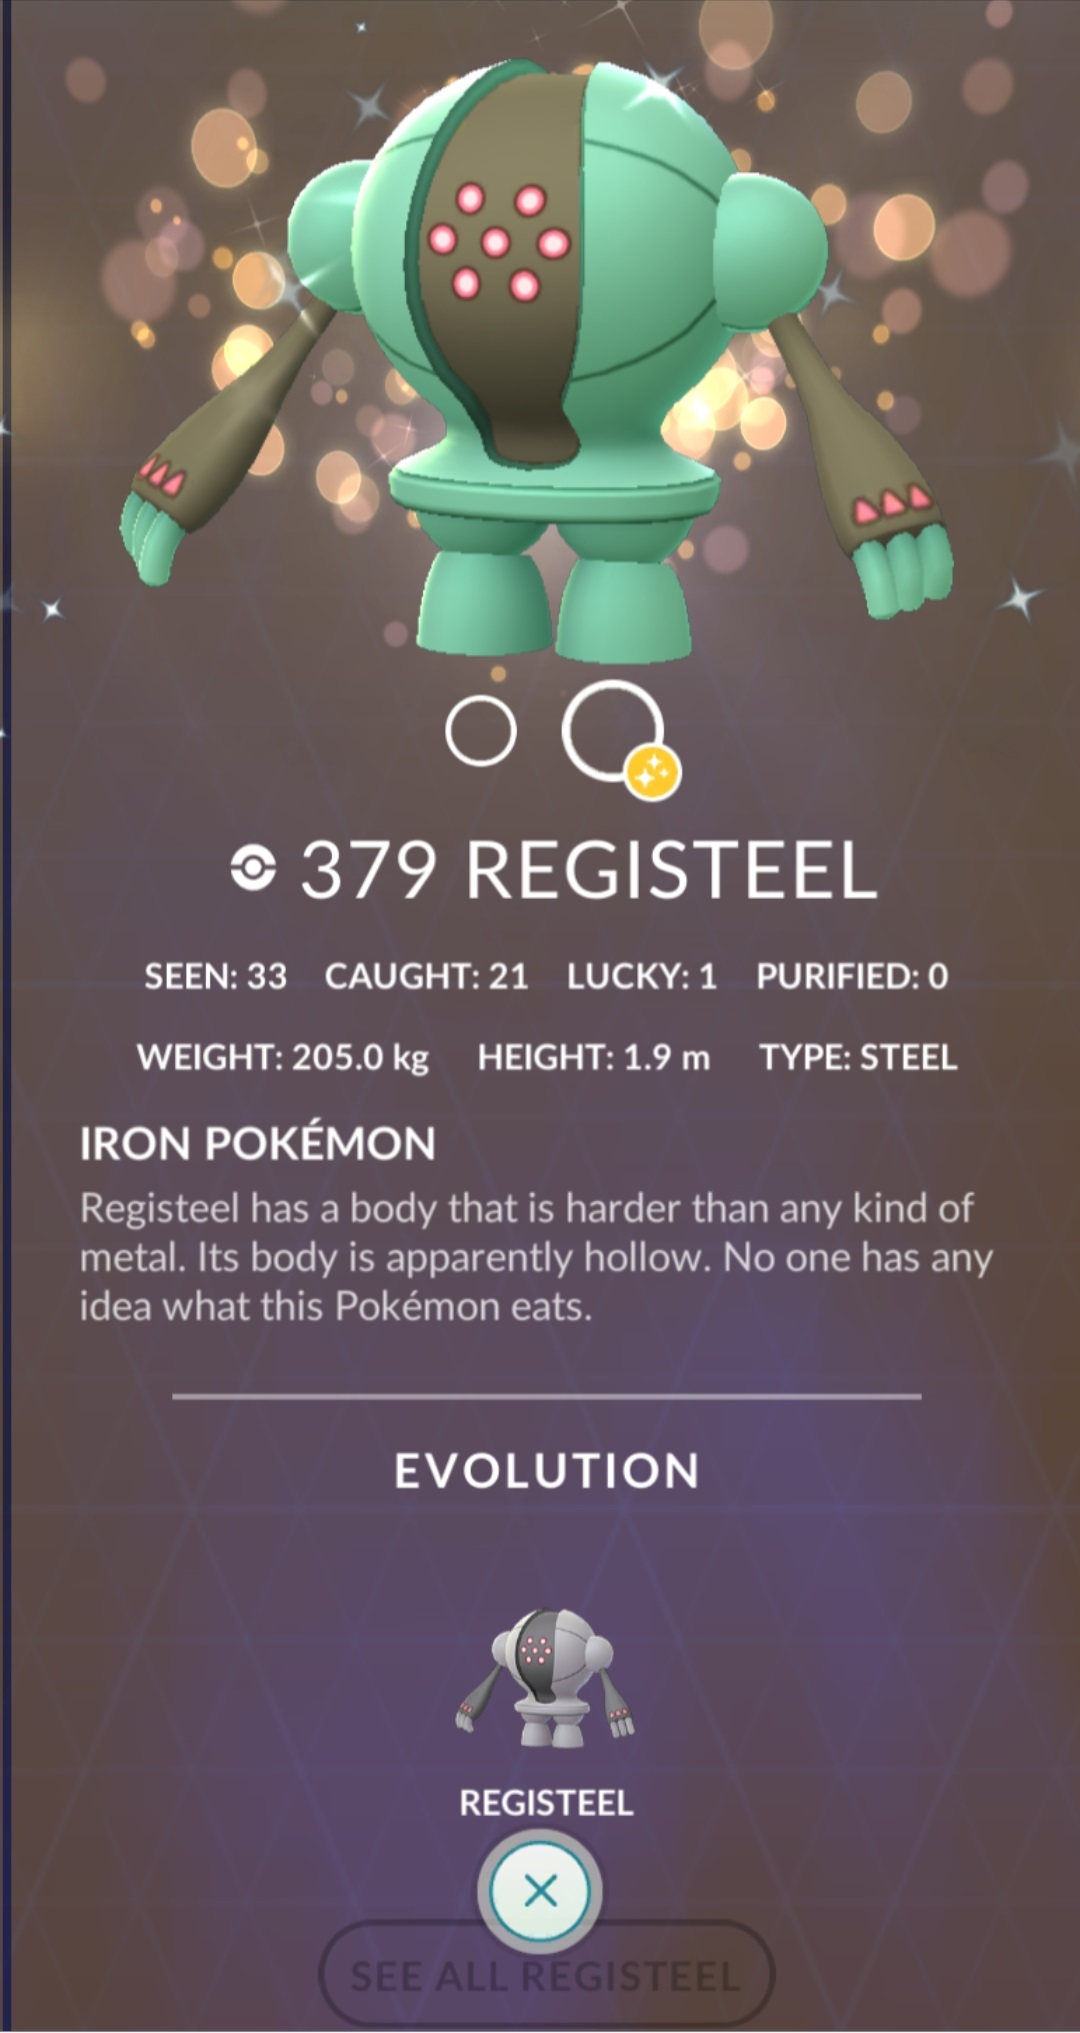 379 REGISTEEL
SEEN: 33 CAUGHT: 21 LUCKY: 1 PURIFIED: 0
WEIGHT: 205.0 kg HEIGHT: 1.9 m TYPE: STEEL
IRON POKÉMON
Registeel has a body that is harder than any kind of
metal. Its body is apparently hollow. No one has any
idea what this Pokémon eats.
EVOLUTION
REGISTEEL
SEE ALL REGISTEEL